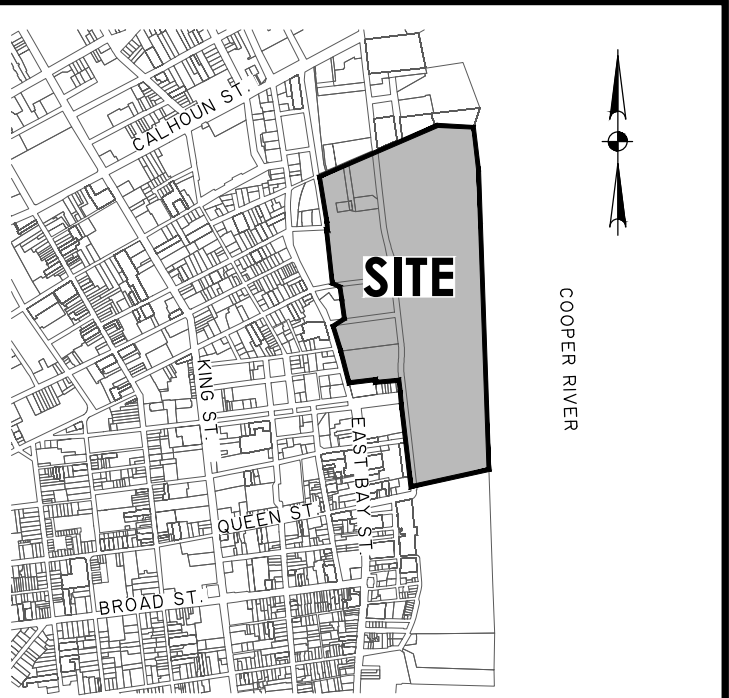 CALHOUN ST.
SITE
COOPER RIVER
KING ST.
EAST BAY ST.
QUEEN ST.
BROAD ST.